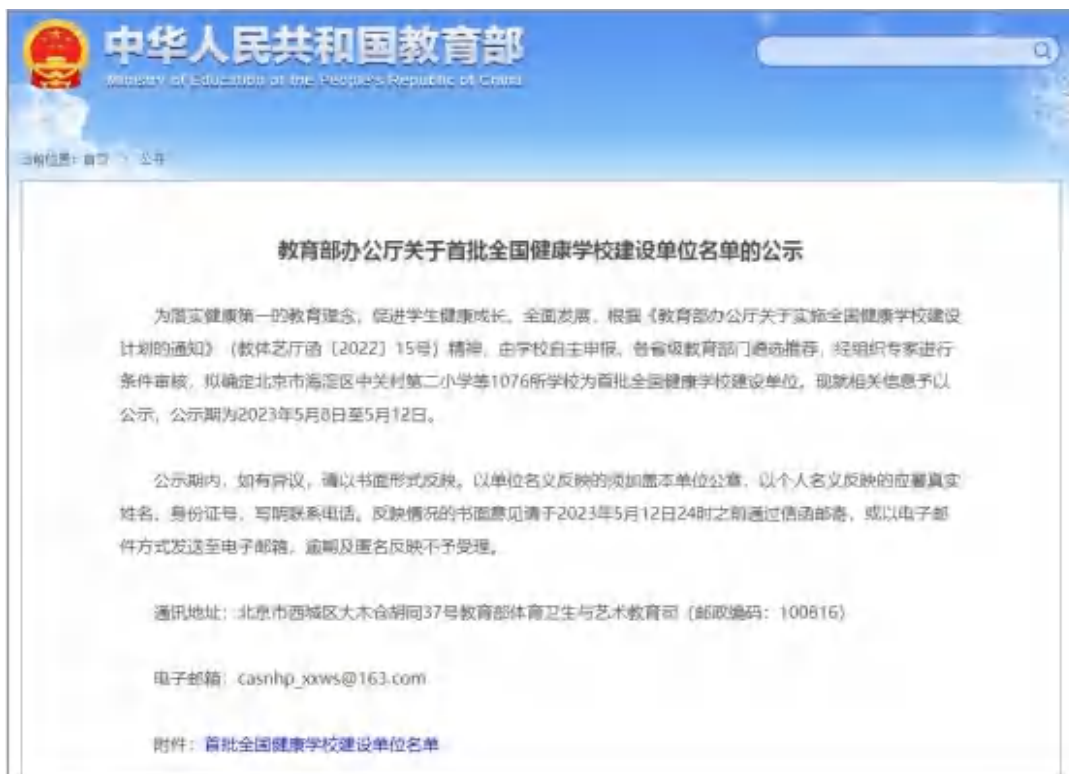 中华人民共和国教育部
Ministry of Education of the People's Republic of China
当前位置：首页 > 公开
教育部办公厅关于首批全国健康学校建设单位名单的公示
为落实健康第一的教育理念，促进学生健康成长、全面发展，根据《教育部办公厅关于实施全国健康学校建设
计划的通知》（教体艺厅函〔2022〕15号）精神，由学校自主申报，各省级教育部门遴选推荐，经组织专家进行
条件审核，拟确定北京市海淀区中关村第二小学等1076所学校为首批全国健康学校建设单位。现就相关信息予以
公示，公示期为2023年5月8日至5月12日。
公示期内，如有异议，请以书面形式反映。以单位名义反映的须加盖本单位公章，以个人名义反映的应署真实
姓名、身份证号，写明联系电话。反映情况的书面意见请于2023年5月12日24时之前通过信函邮寄，或以电子邮
件方式发送至电子邮箱，逾期及匿名反映不予受理。
通讯地址：北京市西城区大木仓胡同37号教育部体育卫生与艺术教育司（邮政编码：100816）
电子邮箱：casnhp_xxws@163.com
附件：首批全国健康学校建设单位名单